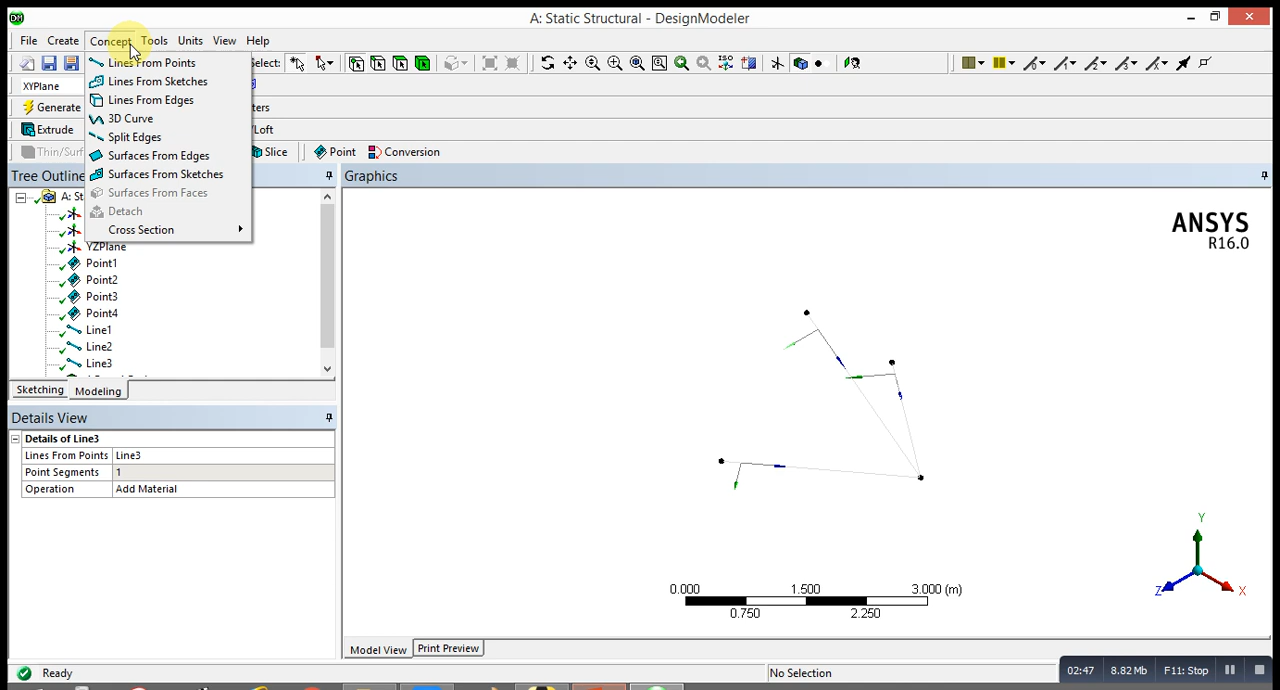 A: Static Structural - DesignModeler
File Create Concept Tools Units View Help
Lines From Points
Lines From Sketches
Lines From Edges
3D Curve
Split Edges
Surfaces From Edges
Surfaces From Sketches
Surfaces From Faces
Detach
Cross Section
Select:
XYPlane
Generate
Extrude
/Loft
Thin/Surf
Slice Point Conversion
Tree Outline
Graphics
A: St
YZPlane
Point1
Point2
Point3
Point4
Line1
Line2
Line3
Sketching Modeling
Details View
Details of Line3
Lines From Points Line3
Point Segments 1
Operation Add Material
ANSYS
R16.0
Y
Z
X
0.000 1.500 3.000 (m)
0.750 2.250
Model View Print Preview
Ready
No Selection
02:47 8.82 Mb F11: Stop